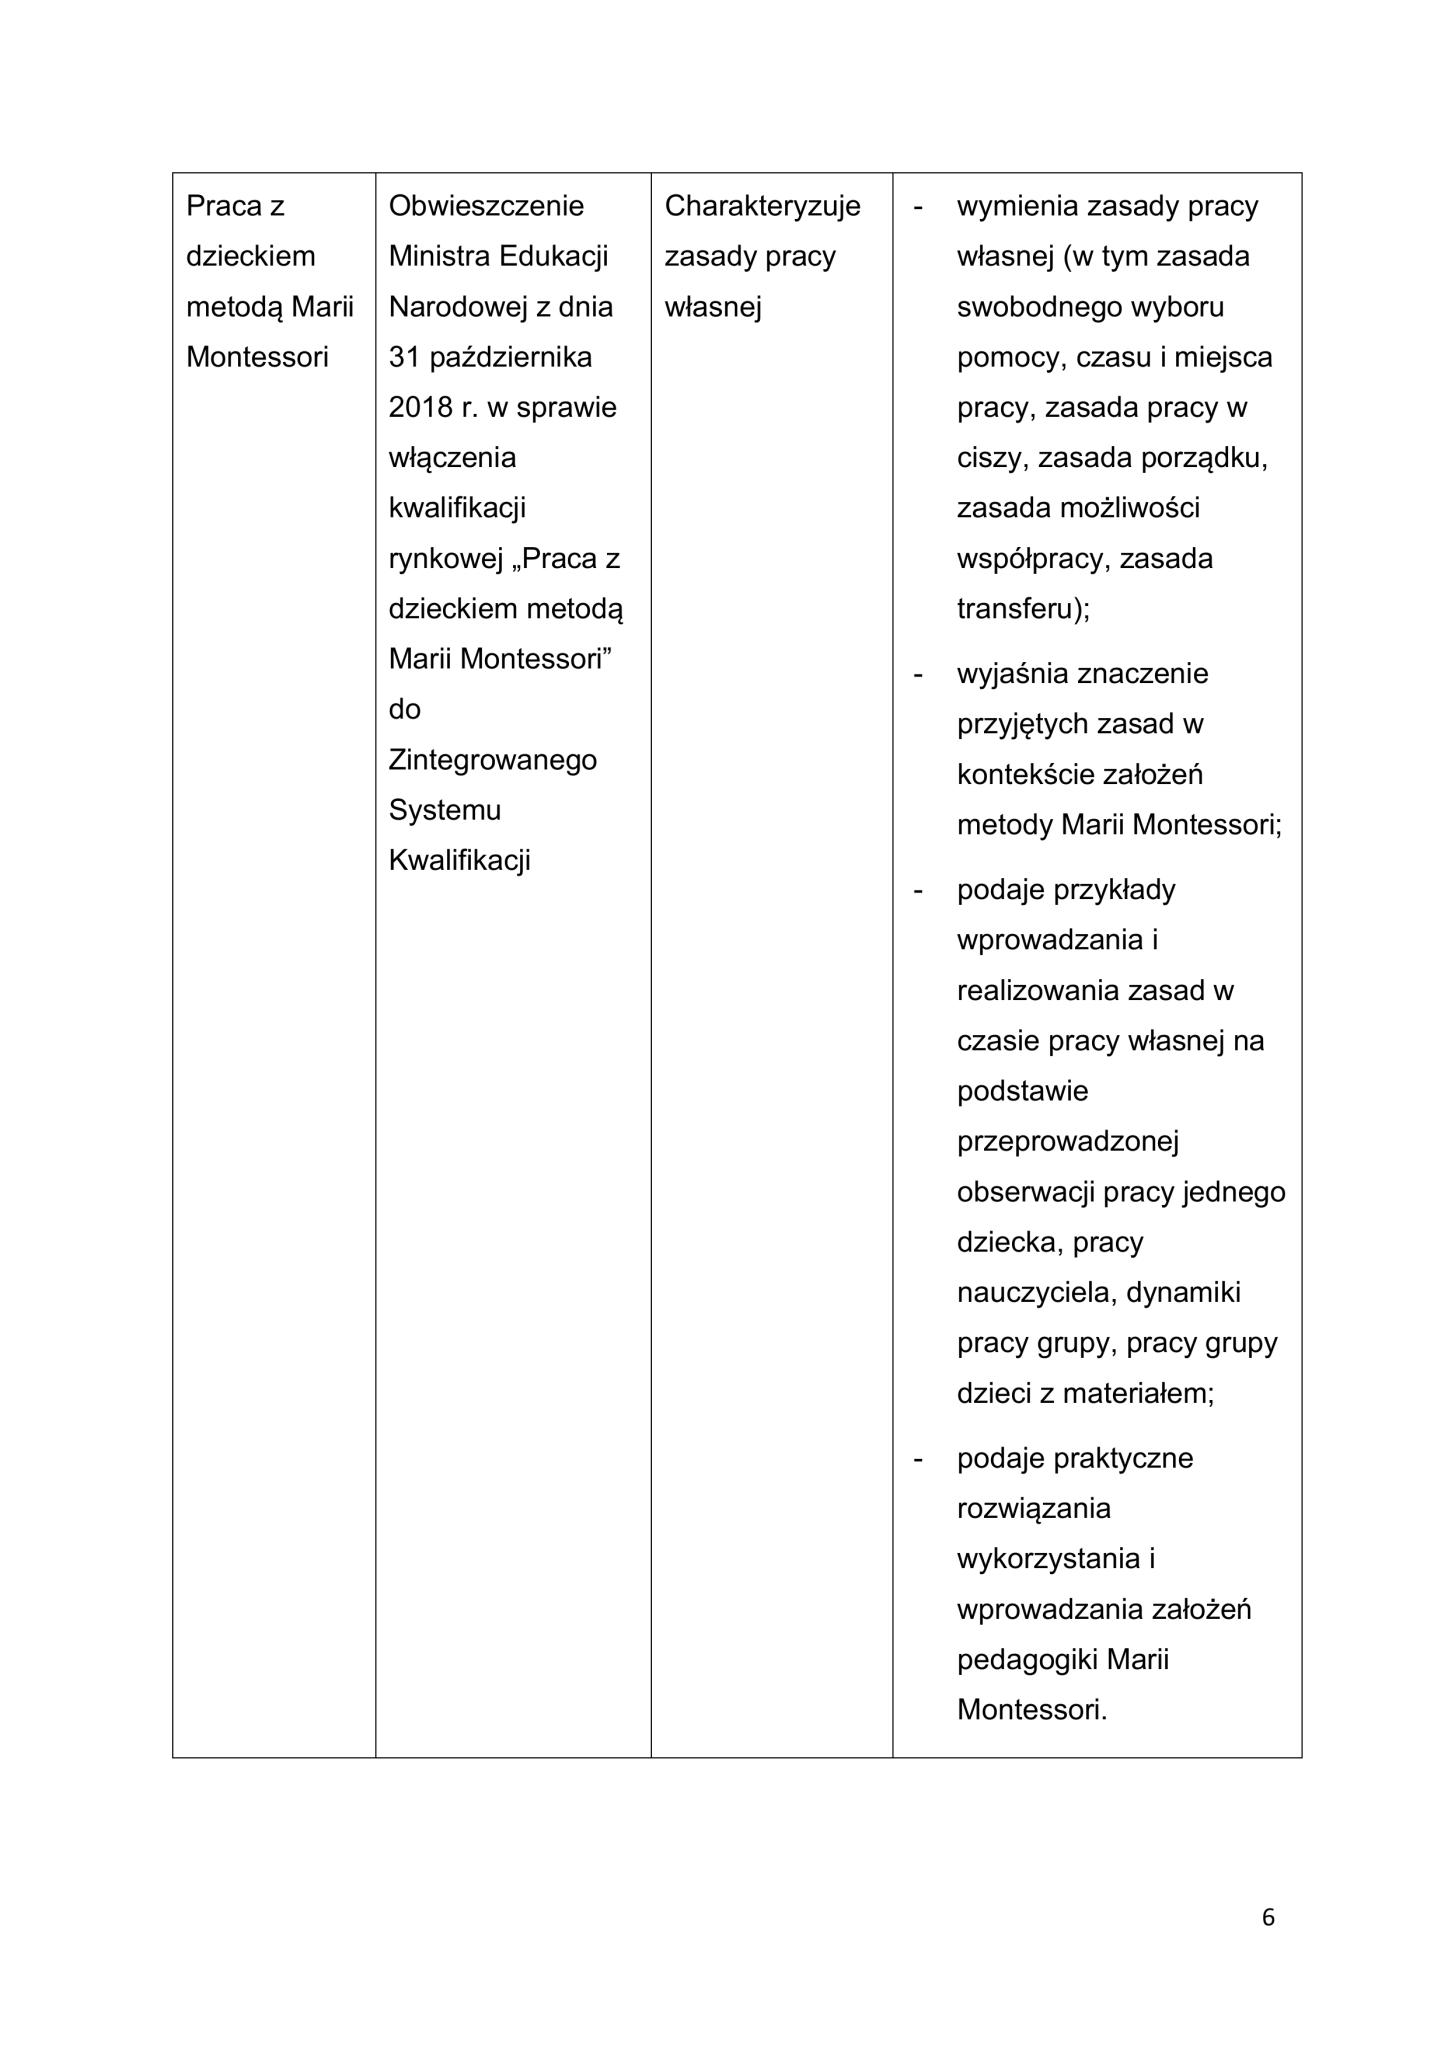 Praca z
dzieckiem
metodą Marii
Montessori
Obwieszczenie
Ministra Edukacji
Narodowej z dnia
31 października
2018 r. w sprawie
włączenia
kwalifikacji
rynkowej „Praca z
dzieckiem metodą
Marii Montessori”
do
Zintegrowanego
Systemu
Kwalifikacji
Charakteryzuje
zasady pracy
własnej
- wymienia zasady pracy
własnej (w tym zasada
swobodnego wyboru
pomocy, czasu i miejsca
pracy, zasada pracy w
ciszy, zasada porządku,
zasada możliwości
współpracy, zasada
transferu);
- wyjaśnia znaczenie
przyjętych zasad w
kontekście założeń
metody Marii Montessori;
- podaje przykłady
wprowadzania i
realizowania zasad w
czasie pracy własnej na
podstawie
przeprowadzonej
obserwacji pracy jednego
dziecka, pracy
nauczyciela, dynamiki
pracy grupy, pracy grupy
dzieci z materiałem;
- podaje praktyczne
rozwiązania
wykorzystania i
wprowadzania założeń
pedagogiki Marii
Montessori.
6